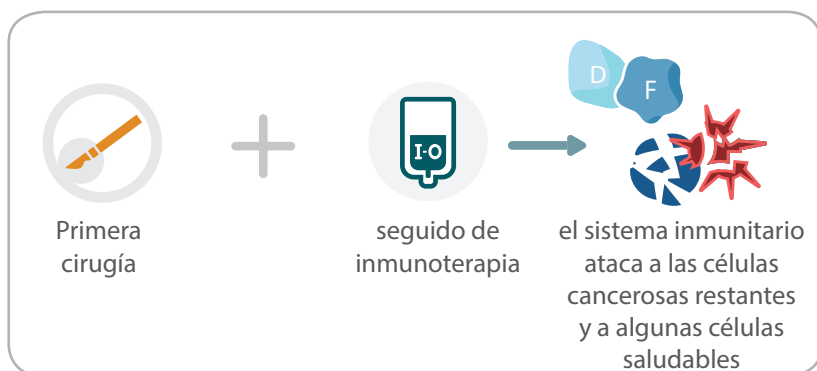 D
F
I-O
Primera
cirugía
seguido de
inmunoterapia
el sistema inmunitario
ataca a las células
cancerosas restantes
y a algunas células
saludables